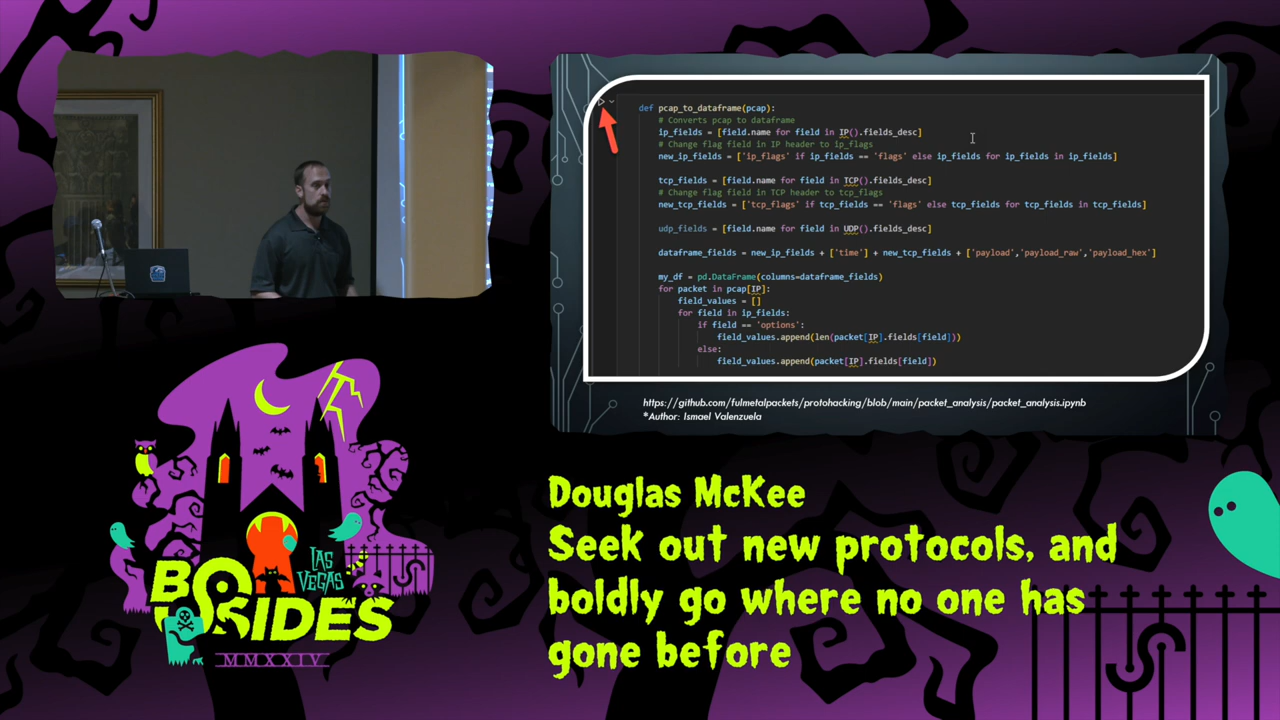 def pcap_to_dataframe(pcap):
# Converts pcap to dataframe
ip_fields = [field.name for field in IP().fields_desc]
# Change flag field in IP header to ip_flags
new_ip_fields = ['ip_flags' if ip_fields == 'flags' else ip_fields for ip_fields in ip_fields]
tcp_fields = [field.name for field in TCP().fields_desc]
# Change flag field in TCP header to tcp_flags
new_tcp_fields = ['tcp_flags' if tcp_fields == 'flags' else tcp_fields for tcp_fields in tcp_fields]
udp_fields = [field.name for field in UDP().fields_desc]
dataframe_fields = new_ip_fields + ['time'] + new_tcp_fields + ['payload','payload_raw','payload_hex']
my_df = pd.DataFrame(columns=dataframe_fields)
for packet in pcap[IP]:
field_values = []
for field in ip_fields:
if field == 'options':
field_values.append(len(packet[IP].fields[field]))
else:
field_values.append(packet[IP].fields[field])
https://github.com/fulmetalpackets/protohacking/blob/main/packet_analysis/packet_analysis.ipynb
*Author: Ismael Valenzuela
LAS
VEGAS
BSIDES
MMXXIV
Douglas McKee
Seek out new protocols, and
boldly go where no one has
gone before